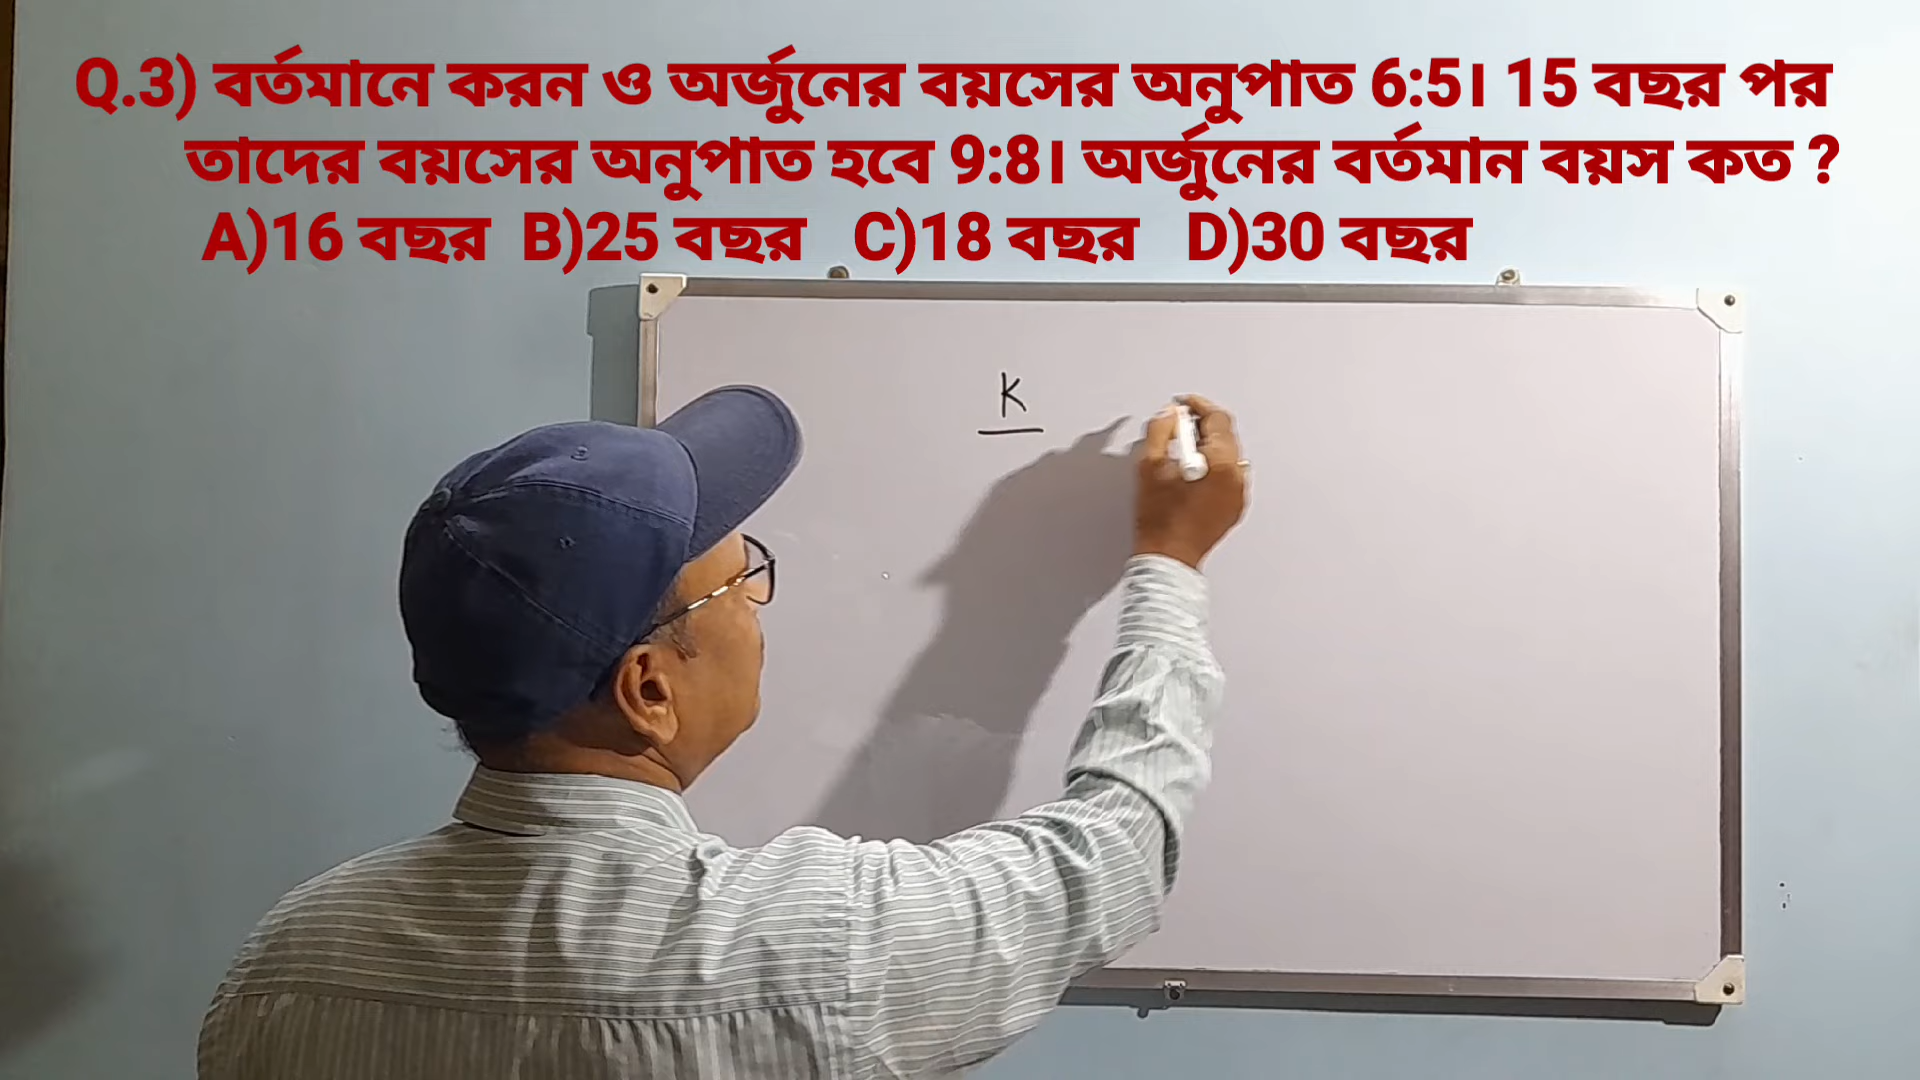 Q.3) বর্তমানে করন ও অর্জুনের বয়সের অনুপাত 6:5। 15 বছর পর
তাদের বয়সের অনুপাত হবে 9:8। অর্জুনের বর্তমান বয়স কত ?
A)16 বছর B)25 বছর C)18 বছর D)30 বছর
K